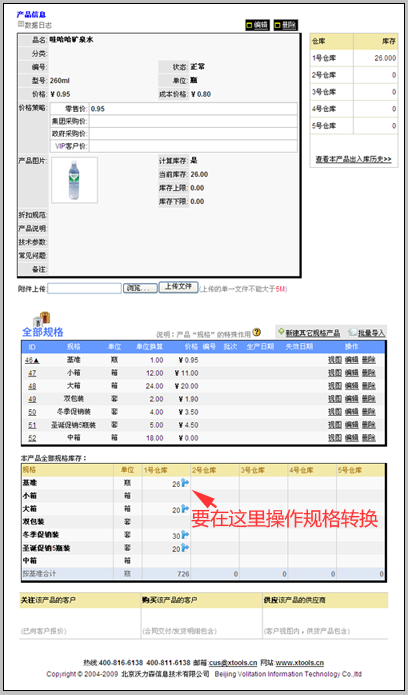 产品信息
数据日志 编辑 删除
品名: 哇哈哈矿泉水
分类:
编号: 状态: 正常
型号: 260ml 单位: 瓶
价格: ¥ 0.95 成本价格: ¥ 0.80
价格策略: 零售价: 0.95
集团采购价:
政府采购价:
VIP客户价:
产品图片: 计算库存: 是
当前库存: 26.00
库存上限: 0.00
库存下限: 0.00
折扣规范:
产品说明:
技术参数:
常见问题:
备注:
仓库 库存
1号仓库 26.000
2号仓库 0
3号仓库 0
4号仓库 0
5号仓库 0
查看本产品出入库历史>>
附件上传: 浏览... 上传文件 (上传的单一文件不能大于5M)
全部规格 说明:产品“规格”的特殊作用 新建其它规格产品 批量导入
ID 规格 单位 单位换算 价格 编号 批次 生产日期 失效日期 操作
46▲ 基准 瓶 1.00 ¥ 0.95 视图 编辑 删除
47 小箱 箱 12.00 ¥ 11.00 视图 编辑 删除
48 大箱 箱 24.00 ¥ 20.00 视图 编辑 删除
49 双包装 套 2.00 ¥ 1.90 视图 编辑 删除
50 冬季促销装 套 4.00 ¥ 3.50 视图 编辑 删除
51 圣诞促销5瓶装 套 5.00 ¥ 4.50 视图 编辑 删除
52 中箱 箱 18.00 ¥ 0.00 视图 编辑 删除
本产品全部规格库存:
规格 单位 1号仓库 2号仓库 3号仓库 4号仓库 5号仓库
基准 瓶 26
小箱 箱
大箱 箱 20
双包装 套
冬季促销装 套 30
圣诞促销5瓶装 套 20
中箱 箱
按基准合计 瓶 726 0 0 0 0
要在这里操作规格转换
关注该产品的客户 购买该产品的客户 供应该产品的供应商
(已向客户报价) (合同交付/发货明细包含) (客户视图内,供货产品包含)
热线 400-816-6138 400-811-6138 邮箱 cus@xtools.cn 网站 www.xtools.cn
Copyright © 2004-2009 北京沃力森信息技术有限公司 Beijing Volitation Information Technology Co.,ltd